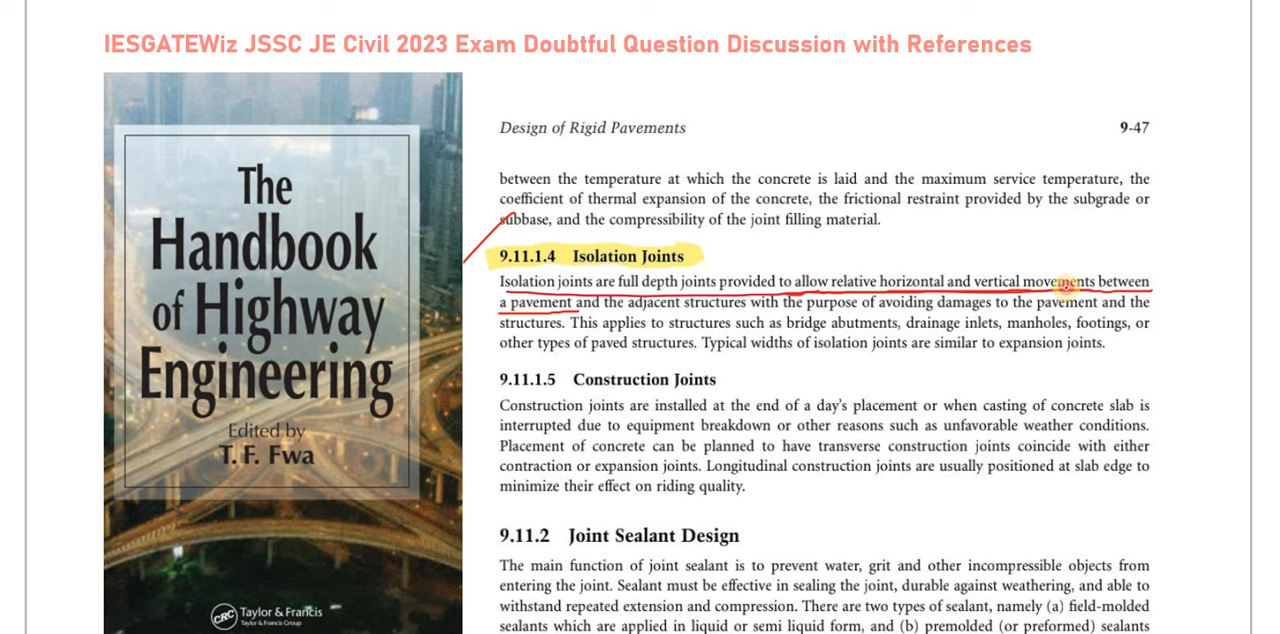 IESGATEWiz JSSC JE Civil 2023 Exam Doubtful Question Discussion with References
The
Handbook
of Highway
Engineering
Edited by
T. F. Fwa
CRC Taylor & Francis
Taylor & Francis Group
Design of Rigid Pavements 9-47
between the temperature at which the concrete is laid and the maximum service temperature, the
coefficient of thermal expansion of the concrete, the frictional restraint provided by the subgrade or
subbase, and the compressibility of the joint filling material.
9.11.1.4 Isolation Joints
Isolation joints are full depth joints provided to allow relative horizontal and vertical movements between
a pavement and the adjacent structures with the purpose of avoiding damages to the pavement and the
structures. This applies to structures such as bridge abutments, drainage inlets, manholes, footings, or
other types of paved structures. Typical widths of isolation joints are similar to expansion joints.
9.11.1.5 Construction Joints
Construction joints are installed at the end of a day's placement or when casting of concrete slab is
interrupted due to equipment breakdown or other reasons such as unfavorable weather conditions.
Placement of concrete can be planned to have transverse construction joints coincide with either
contraction or expansion joints. Longitudinal construction joints are usually positioned at slab edge to
minimize their effect on riding quality.
9.11.2 Joint Sealant Design
The main function of joint sealant is to prevent water, grit and other incompressible objects from
entering the joint. Sealant must be effective in sealing the joint, durable against weathering, and able to
withstand repeated extension and compression. There are two types of sealant, namely (a) field-molded
sealants which are applied in liquid or semi liquid form, and (b) premolded (or preformed) sealants